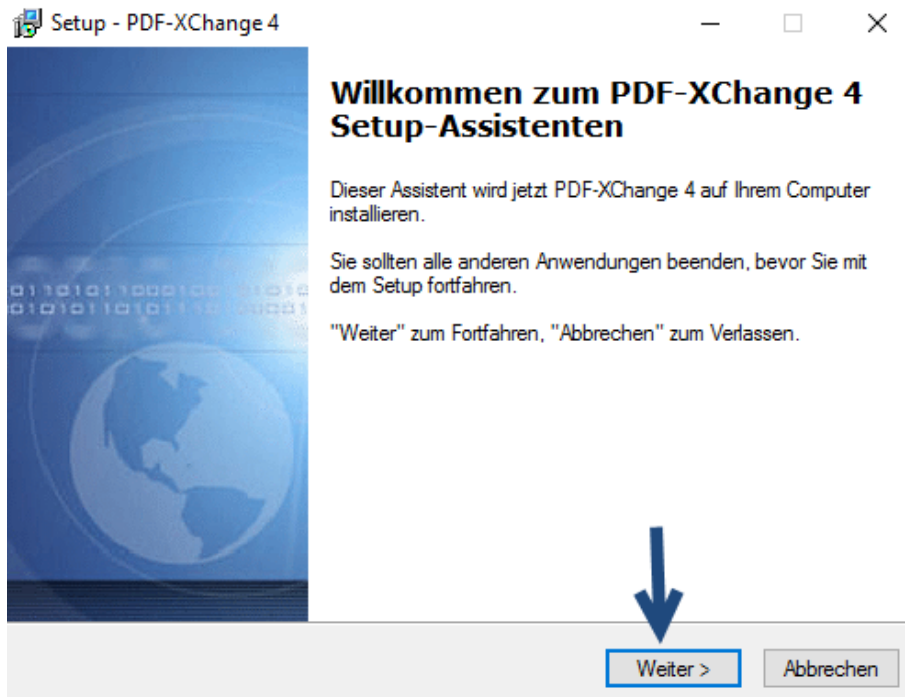 Setup - PDF-XChange 4
Willkommen zum PDF-XChange 4
Setup-Assistenten
Dieser Assistent wird jetzt PDF-XChange 4 auf Ihrem Computer
installieren.
Sie sollten alle anderen Anwendungen beenden, bevor Sie mit
dem Setup fortfahren.
"Weiter" zum Fortfahren, "Abbrechen" zum Verlassen.
Weiter >
Abbrechen